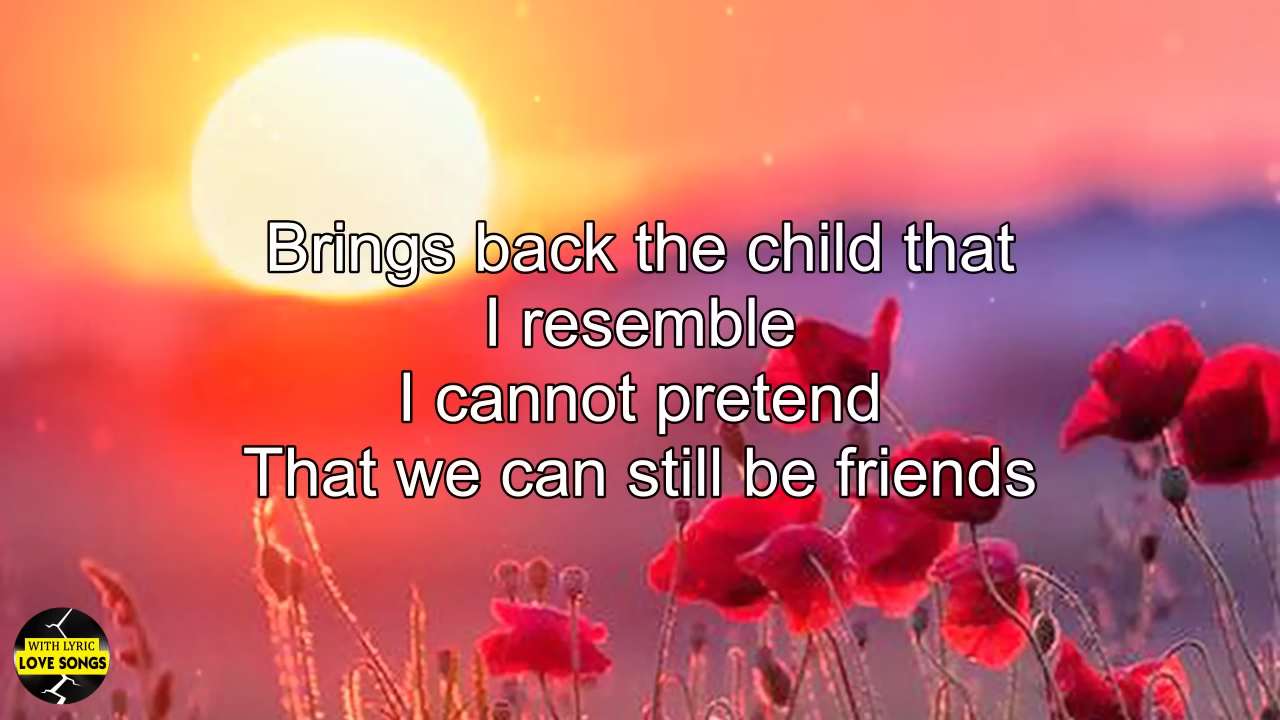 Brings back the child that
I resemble
I cannot pretend
That we can still be friends
WITH LYRIC
LOVE SONGS